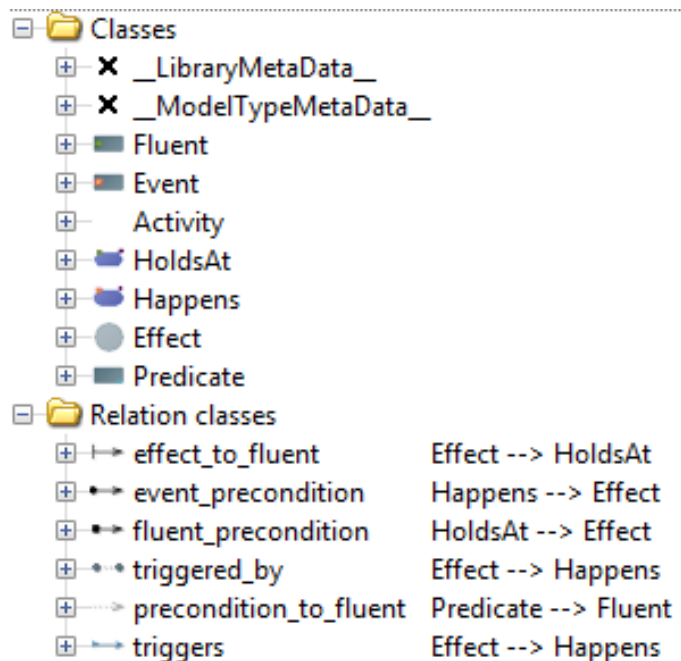 Classes
__LibraryMetaData__
__ModelTypeMetaData__
Fluent
Event
Activity
HoldsAt
Happens
Effect
Predicate
Relation classes
effect_to_fluent Effect --> HoldsAt
event_precondition Happens --> Effect
fluent_precondition HoldsAt --> Effect
triggered_by Effect --> Happens
precondition_to_fluent Predicate --> Fluent
triggers Effect --> Happens